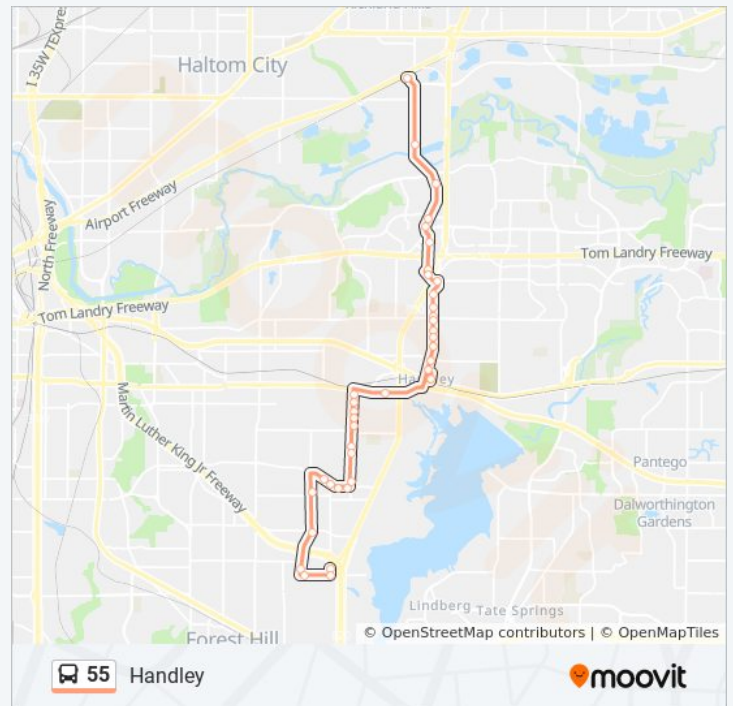 I 35W TExpres
Haltom City
Airport Freeway
North Freeway
Tom Landry Freeway
Tom Landry Freeway
Handley
Martin Luther King Jr Freeway
Pantego
Dalworthington
Gardens
Lindberg
Tate Springs
Forest Hill
© OpenStreetMap contributors | © OpenMapTiles
55 Handley
moovit